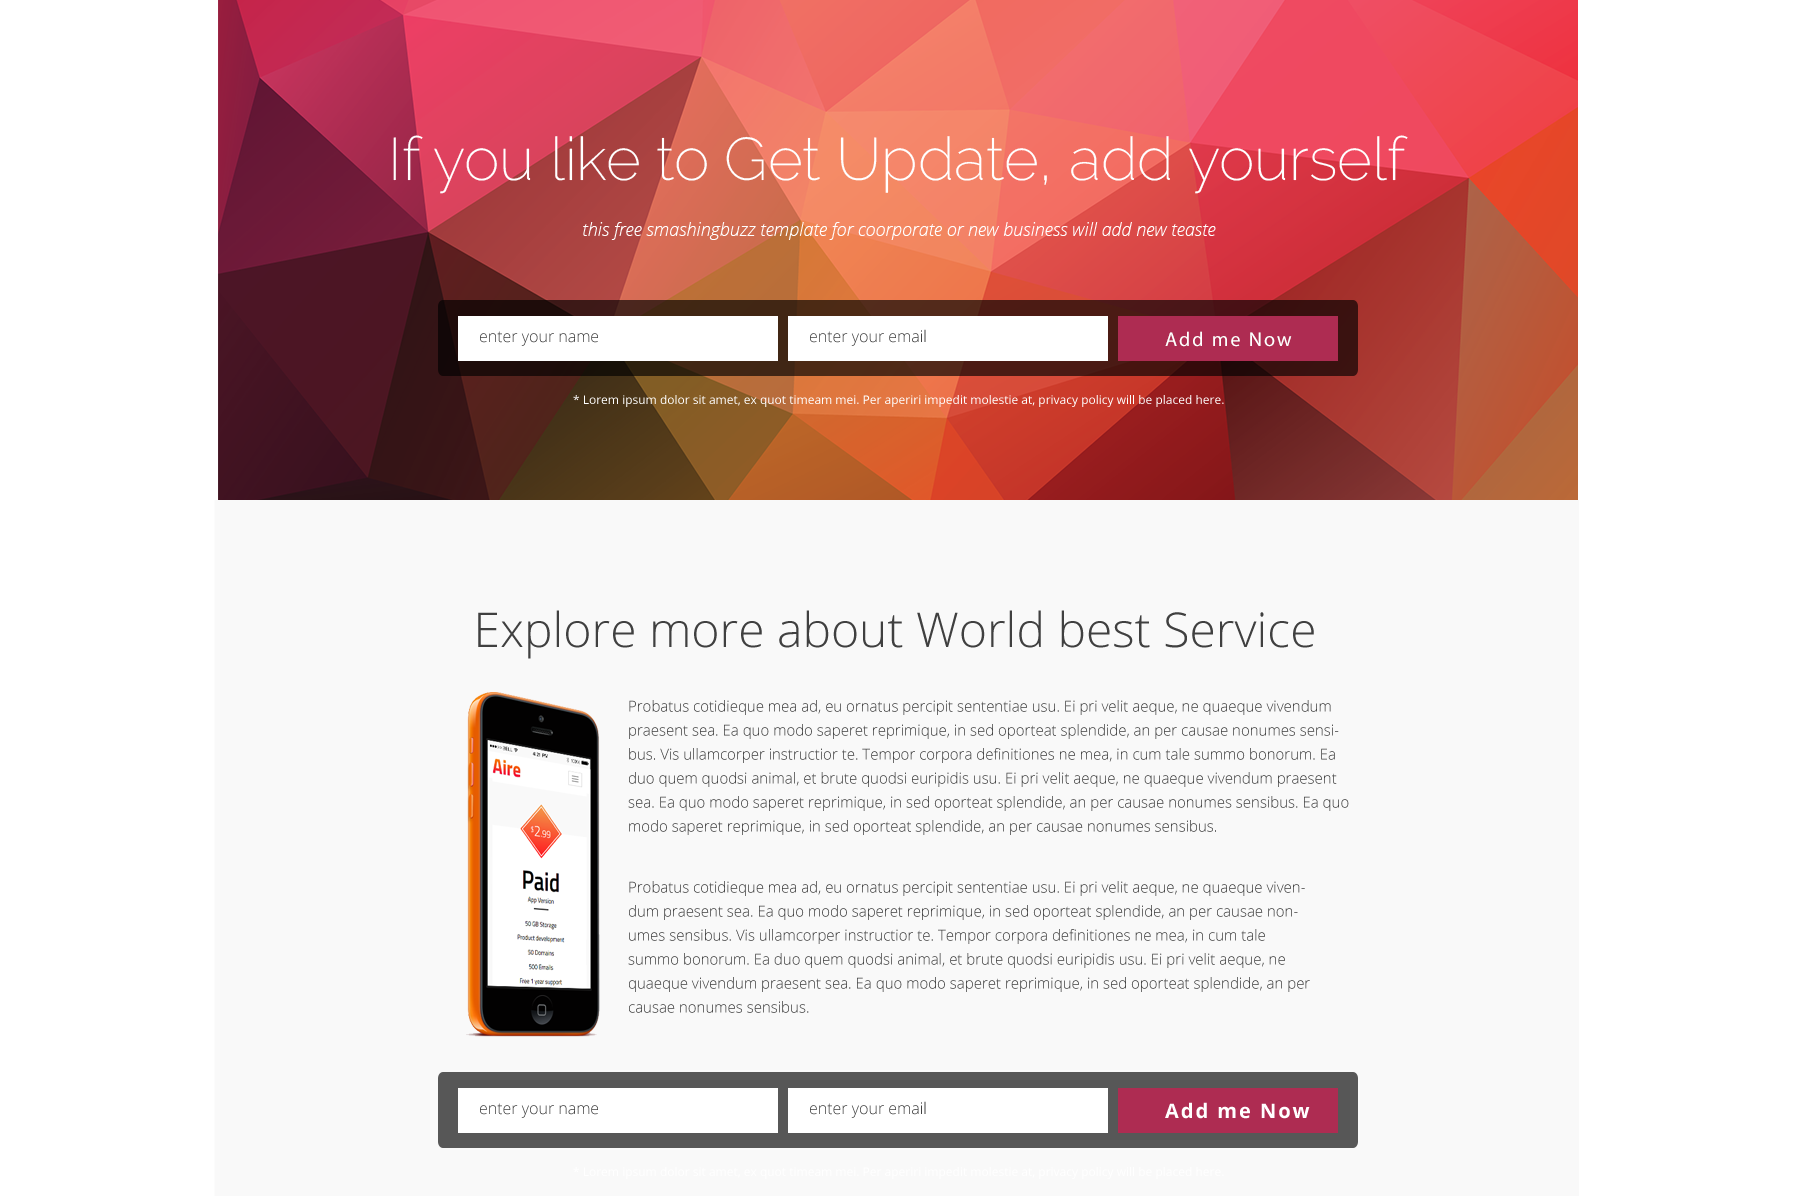 If you like to Get Update, add yourself
this free smashingbuzz template for coorporate or new business will add new teaste
enter your name
enter your email
Add me Now
* Lorem ipsum dolor sit amet, ex quot timeam mei. Per aperiri impedit molestie at, privacy policy will be placed here.
Explore more about World best Service
Probatus cotidieque mea ad, eu ornatus percipit sententiae usu. Ei pri velit aeque, ne quaeque vivendum
praesent sea. Ea quo modo saperet reprimique, in sed oporteat splendide, an per causae nonumes sensi-
bus. Vis ullamcorper instructior te. Tempor corpora definitiones ne mea, in cum tale summo bonorum. Ea
duo quem quodsi animal, et brute quodsi euripidis usu. Ei pri velit aeque, ne quaeque vivendum praesent
sea. Ea quo modo saperet reprimique, in sed oporteat splendide, an per causae nonumes sensibus. Ea quo
modo saperet reprimique, in sed oporteat splendide, an per causae nonumes sensibus.
Probatus cotidieque mea ad, eu ornatus percipit sententiae usu. Ei pri velit aeque, ne quaeque viven-
dum praesent sea. Ea quo modo saperet reprimique, in sed oporteat splendide, an per causae non-
umes sensibus. Vis ullamcorper instructior te. Tempor corpora definitiones ne mea, in cum tale
summo bonorum. Ea duo quem quodsi animal, et brute quodsi euripidis usu. Ei pri velit aeque, ne
quaeque vivendum praesent sea. Ea quo modo saperet reprimique, in sed oporteat splendide, an per
causae nonumes sensibus.
4:21 PM
Aire
$2.99
Paid
App Version
50 GB Storage
Product development
50 Domains
500 Emails
Free 1 year support
enter your name
enter your email
Add me Now